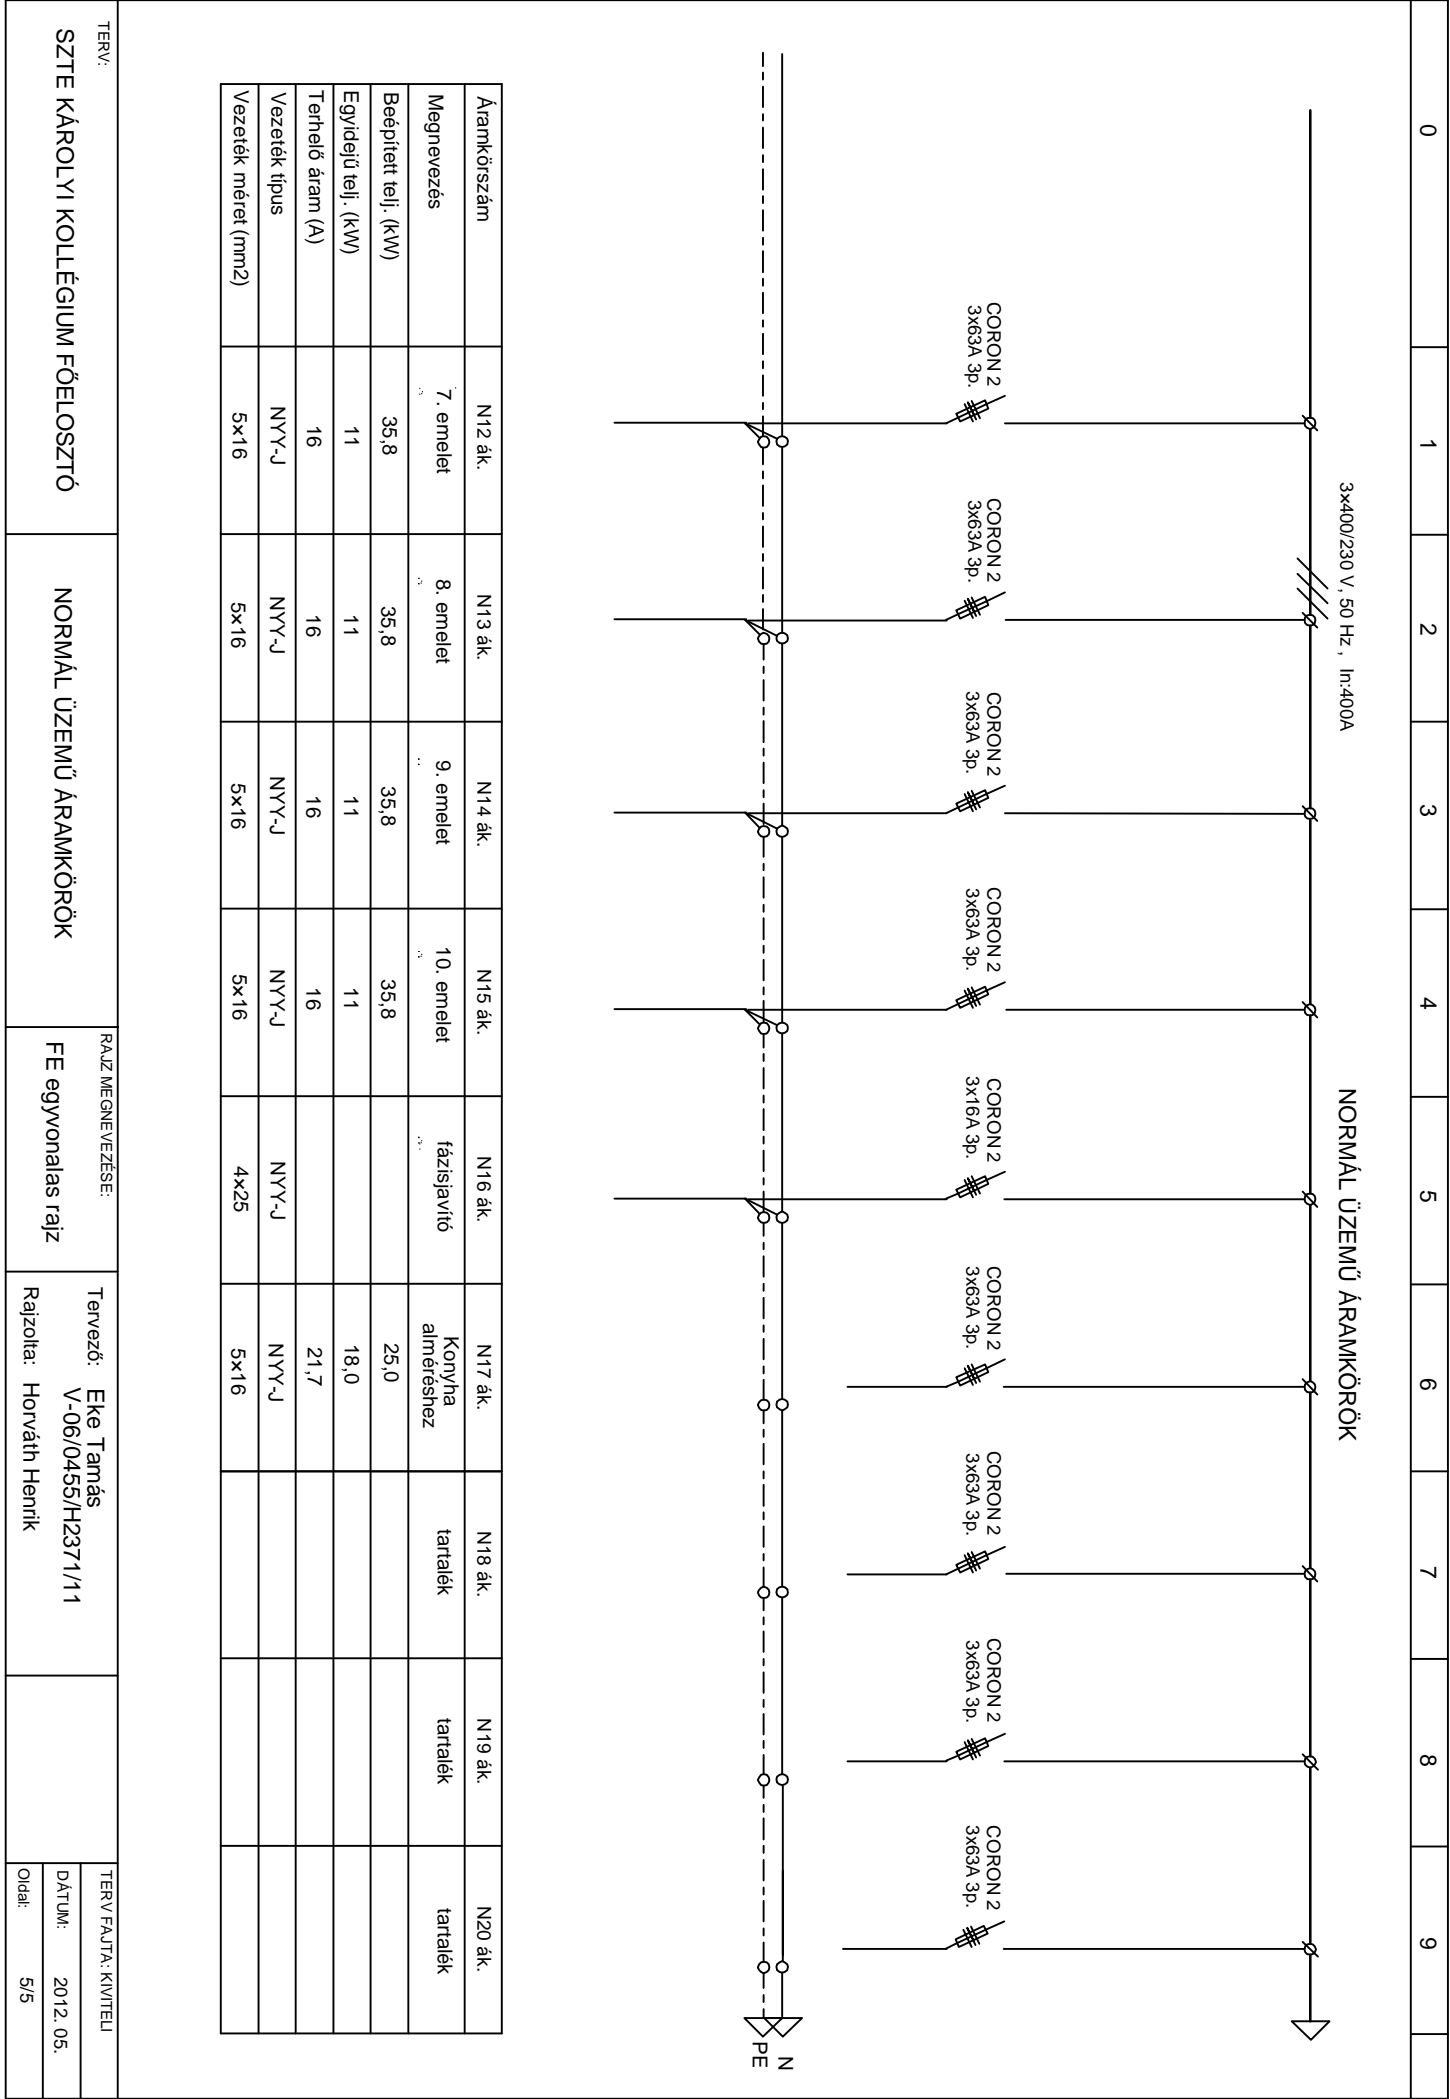 0 1 2 3 4 5 6 7 8 9
NORMÁL ÜZEMŰ ÁRAMKÖRÖK
3x400/230 V, 50 Hz , In:400A
CORON 2
3x63A 3p.
CORON 2
3x63A 3p.
CORON 2
3x63A 3p.
CORON 2
3x63A 3p.
CORON 2
3x16A 3p.
CORON 2
3x63A 3p.
CORON 2
3x63A 3p.
CORON 2
3x63A 3p.
CORON 2
3x63A 3p.
N
PE
Áramkörszám N12 ák. N13 ák. N14 ák. N15 ák. N16 ák. N17 ák. N18 ák. N19 ák. N20 ák.
Megnevezés 7. emelet 8. emelet 9. emelet 10. emelet fázisjavító Konyha alméréshez tartalék tartalék tartalék
Beépített telj. (kW) 35,8 35,8 35,8 35,8 25,0
Egyidejű telj. (kW) 11 11 11 11 18,0
Terhelő áram (A) 16 16 16 16 21,7
Vezeték típus NYY-J NYY-J NYY-J NYY-J NYY-J NYY-J
Vezeték méret (mm2) 5x16 5x16 5x16 5x16 4x25 5x16
TERV:
SZTE KÁROLYI KOLLÉGIUM FŐELOSZTÓ
NORMÁL ÜZEMŰ ÁRAMKÖRÖK
RAJZ MEGNEVEZÉSE:
FE egyvonalas rajz
Tervező: Eke Tamás
V-06/0455/H2371/11
Rajzolta: Horváth Henrik
TERV FAJTA: KIVITELI
DÁTUM: 2012. 05.
Oldal: 5/5